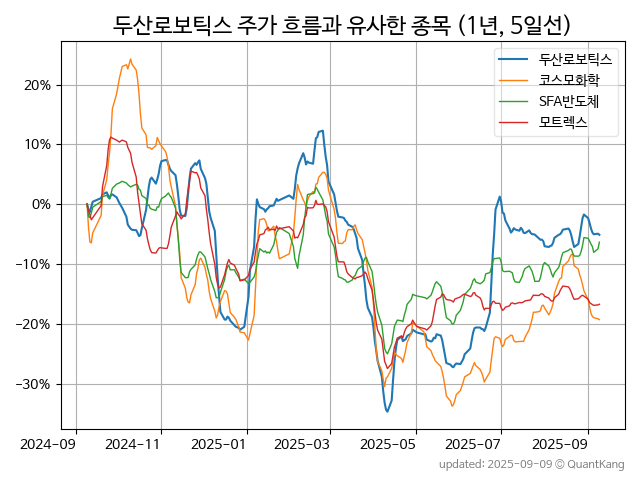 두산로보틱스 주가 흐름과 유사한 종목 (1년, 5일선)
두산로보틱스
코스모화학
SFA반도체
모트렉스
20%
10%
0%
−10%
−20%
−30%
2024-09 2024-11 2025-01 2025-03 2025-05 2025-07 2025-09
updated: 2025-09-09 © QuantKang